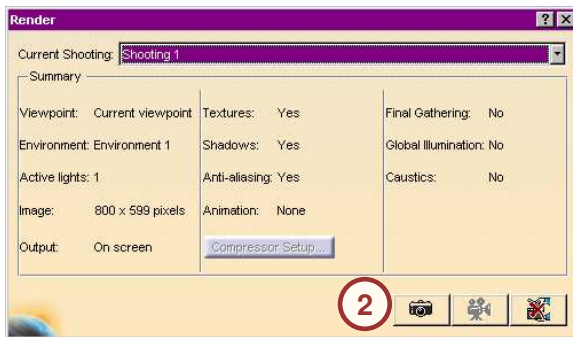 Render
Current Shooting: Shooting 1
Summary
Viewpoint: Current viewpoint Textures: Yes Final Gathering: No
Environment: Environment 1 Shadows: Yes Global Illumination: No
Active lights: 1 Anti-aliasing: Yes Caustics: No
Image: 800 x 599 pixels Animation: None
Output: On screen Compressor Setup...
2